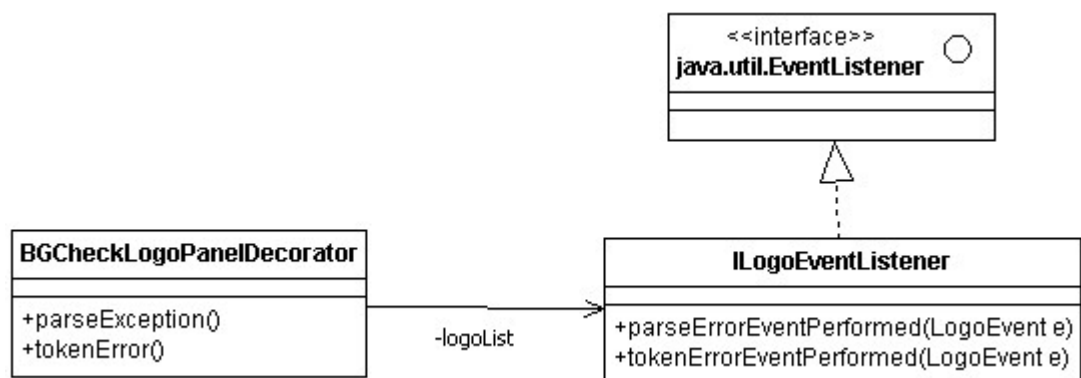 <<interface>>
java.util.EventListener
BGCheckLogoPanelDecorator
+parseException()
+tokenError()
-logoList
ILogoEventListener
+parseErrorEventPerformed(LogoEvent e)
+tokenErrorEventPerformed(LogoEvent e)